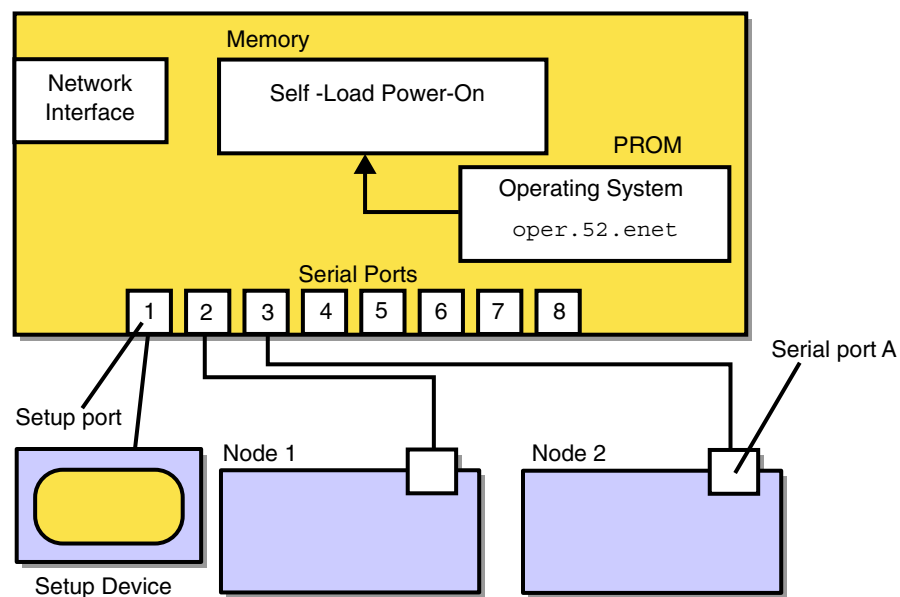 Memory
Network
Interface
Self -Load Power-On
PROM
Operating System
oper.52.enet
Serial Ports
1 2 3 4 5 6 7 8
Serial port A
Setup port
Node 1
Node 2
Setup Device